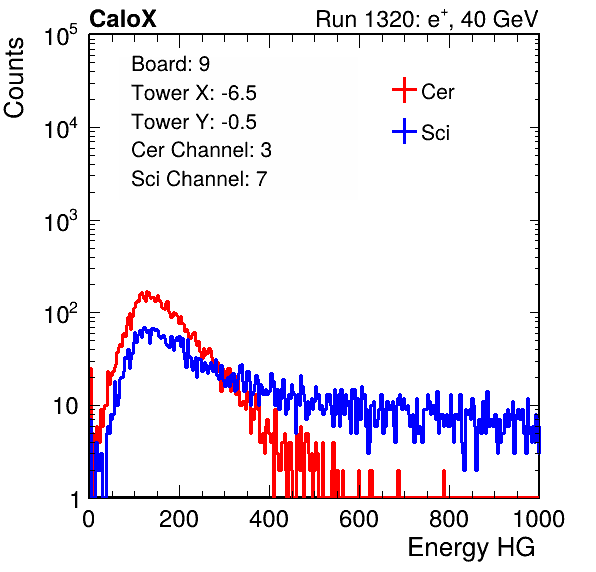 CaloX Run 1320: e⁺, 40 GeV
Counts
10⁵
10⁴
10³
10²
10
1
Board: 9
Tower X: -6.5
Tower Y: -0.5
Cer Channel: 3
Sci Channel: 7
Cer
Sci
0 200 400 600 800 1000
Energy HG